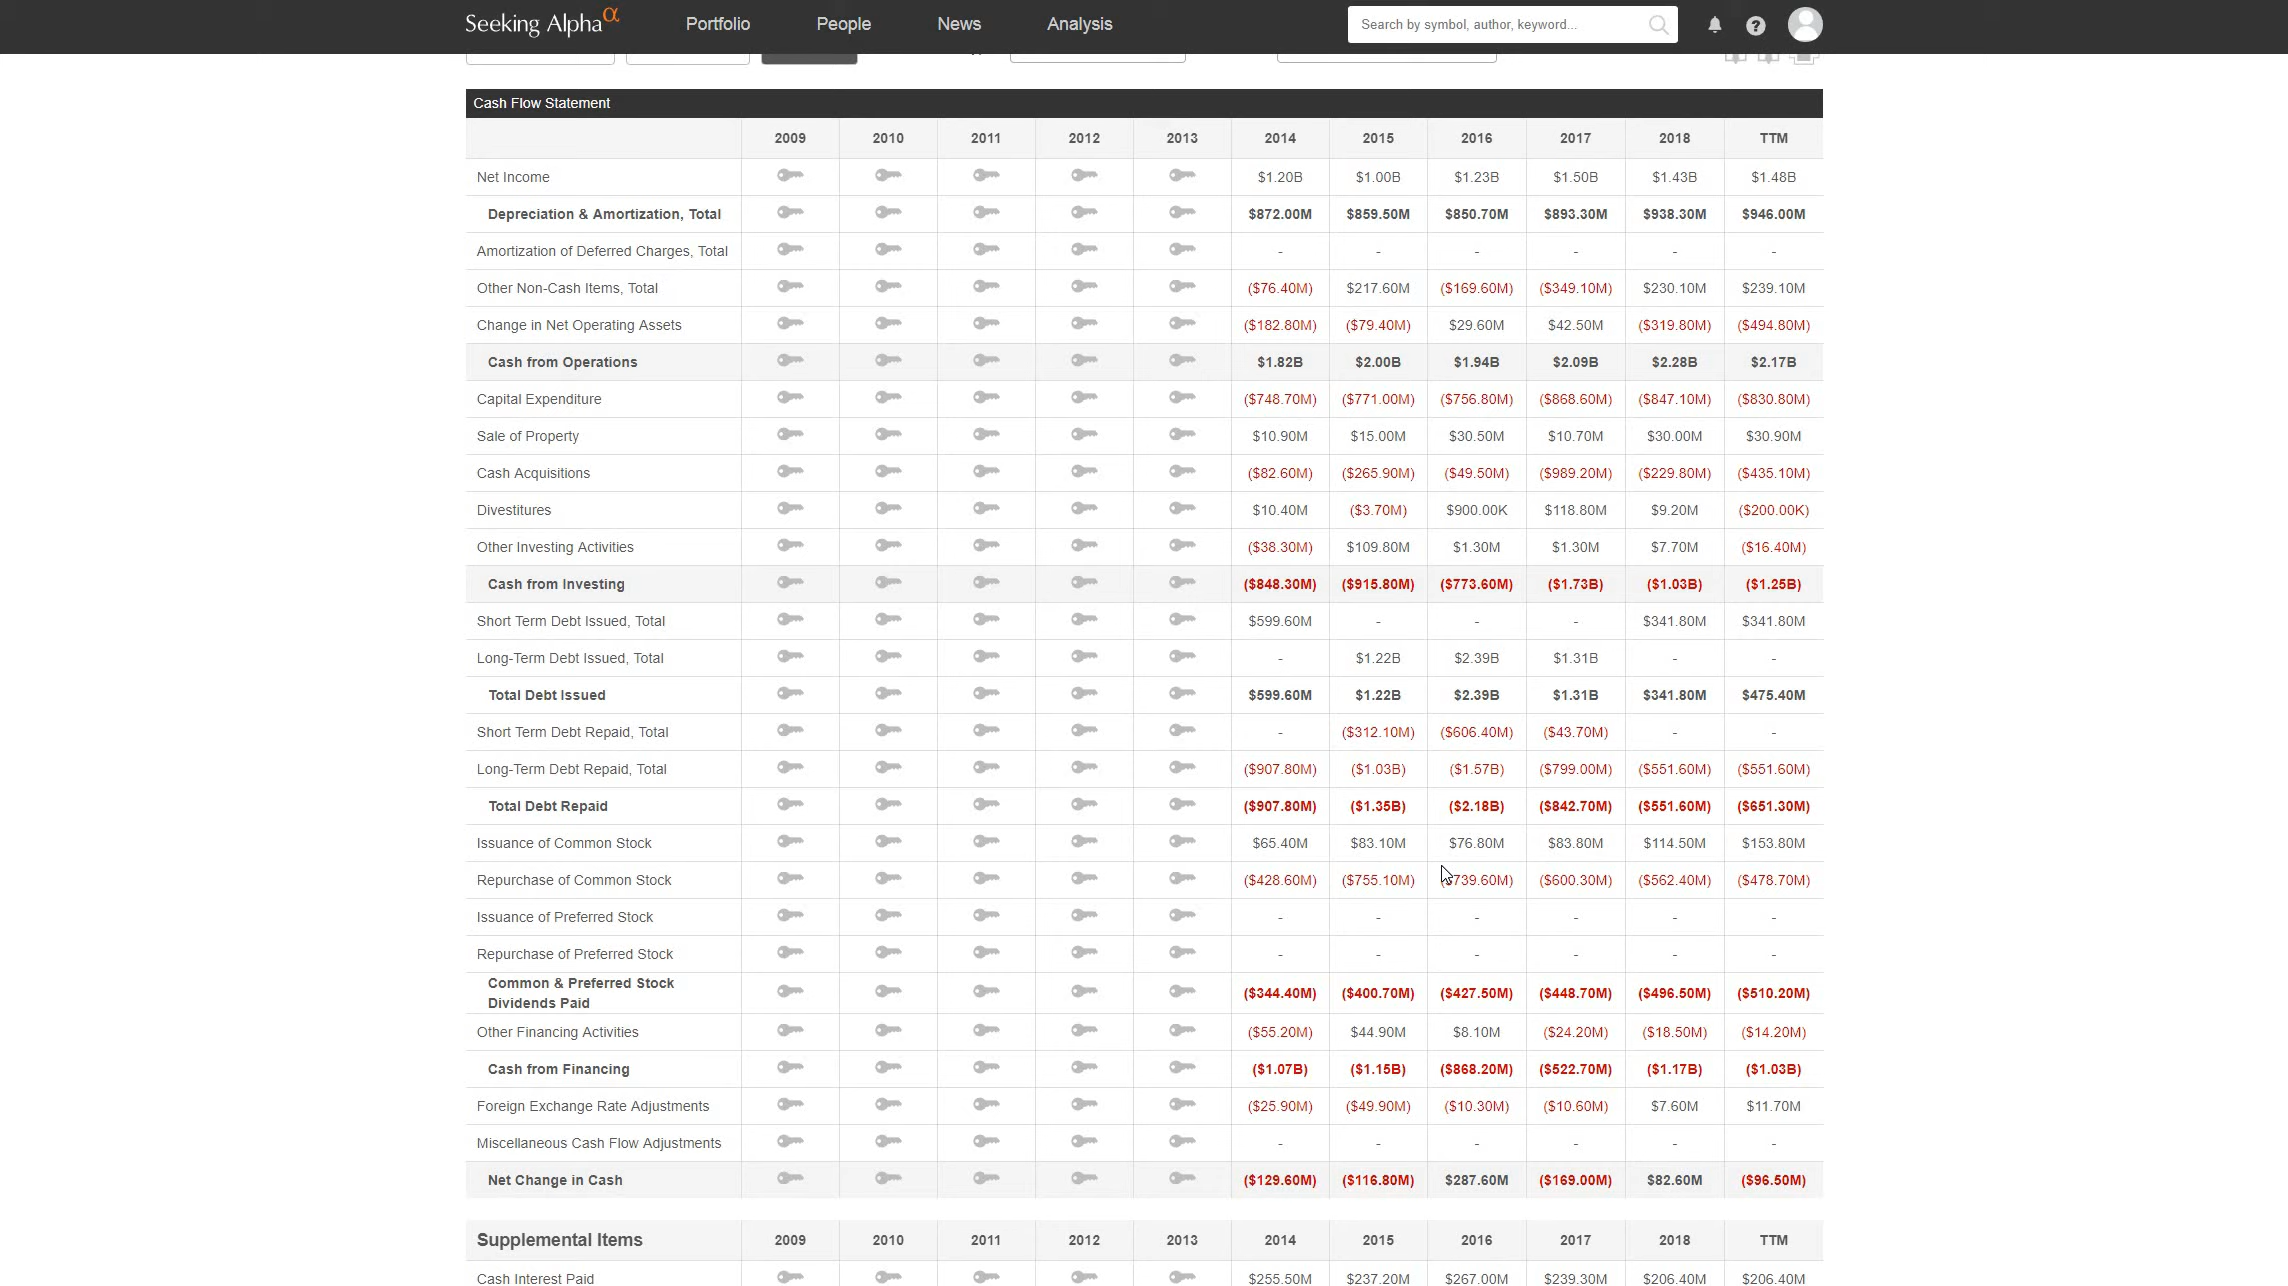 Seeking Alpha α Portfolio People News Analysis Search by symbol, author, keyword...
Cash Flow Statement
2009 2010 2011 2012 2013 2014 2015 2016 2017 2018 TTM
Net Income $1.20B $1.00B $1.23B $1.50B $1.43B $1.48B
Depreciation & Amortization, Total $872.00M $859.50M $850.70M $893.30M $938.30M $946.00M
Amortization of Deferred Charges, Total - - - - - -
Other Non-Cash Items, Total ($76.40M) $217.60M ($169.60M) ($349.10M) $230.10M $239.10M
Change in Net Operating Assets ($182.80M) ($79.40M) $29.60M $42.50M ($319.80M) ($494.80M)
Cash from Operations $1.82B $2.00B $1.94B $2.09B $2.28B $2.17B
Capital Expenditure ($748.70M) ($771.00M) ($756.80M) ($868.60M) ($847.10M) ($830.80M)
Sale of Property $10.90M $15.00M $30.50M $10.70M $30.00M $30.90M
Cash Acquisitions ($82.60M) ($265.90M) ($49.50M) ($989.20M) ($229.80M) ($435.10M)
Divestitures $10.40M ($3.70M) $900.00K $118.80M $9.20M ($200.00K)
Other Investing Activities ($38.30M) $109.80M $1.30M $1.30M $7.70M ($16.40M)
Cash from Investing ($848.30M) ($915.80M) ($773.60M) ($1.73B) ($1.03B) ($1.25B)
Short Term Debt Issued, Total $599.60M - - - $341.80M $341.80M
Long-Term Debt Issued, Total - $1.22B $2.39B $1.31B - -
Total Debt Issued $599.60M $1.22B $2.39B $1.31B $341.80M $475.40M
Short Term Debt Repaid, Total - ($312.10M) ($606.40M) ($43.70M) - -
Long-Term Debt Repaid, Total ($907.80M) ($1.03B) ($1.57B) ($799.00M) ($551.60M) ($551.60M)
Total Debt Repaid ($907.80M) ($1.35B) ($2.18B) ($842.70M) ($551.60M) ($651.30M)
Issuance of Common Stock $65.40M $83.10M $76.80M $83.80M $114.50M $153.80M
Repurchase of Common Stock ($428.60M) ($755.10M) ($739.60M) ($600.30M) ($562.40M) ($478.70M)
Issuance of Preferred Stock - - - - - -
Repurchase of Preferred Stock - - - - - -
Common & Preferred Stock
Dividends Paid ($344.40M) ($400.70M) ($427.50M) ($448.70M) ($496.50M) ($510.20M)
Other Financing Activities ($55.20M) $44.90M $8.10M ($24.20M) ($18.50M) ($14.20M)
Cash from Financing ($1.07B) ($1.15B) ($868.20M) ($522.70M) ($1.17B) ($1.03B)
Foreign Exchange Rate Adjustments ($25.90M) ($49.90M) ($10.30M) ($10.60M) $7.60M $11.70M
Miscellaneous Cash Flow Adjustments - - - - - -
Net Change in Cash ($129.60M) ($116.80M) $287.60M ($169.00M) $82.60M ($96.50M)
Supplemental Items 2009 2010 2011 2012 2013 2014 2015 2016 2017 2018 TTM
Cash Interest Paid $255.50M $237.20M $267.00M $239.30M $206.40M $206.40M